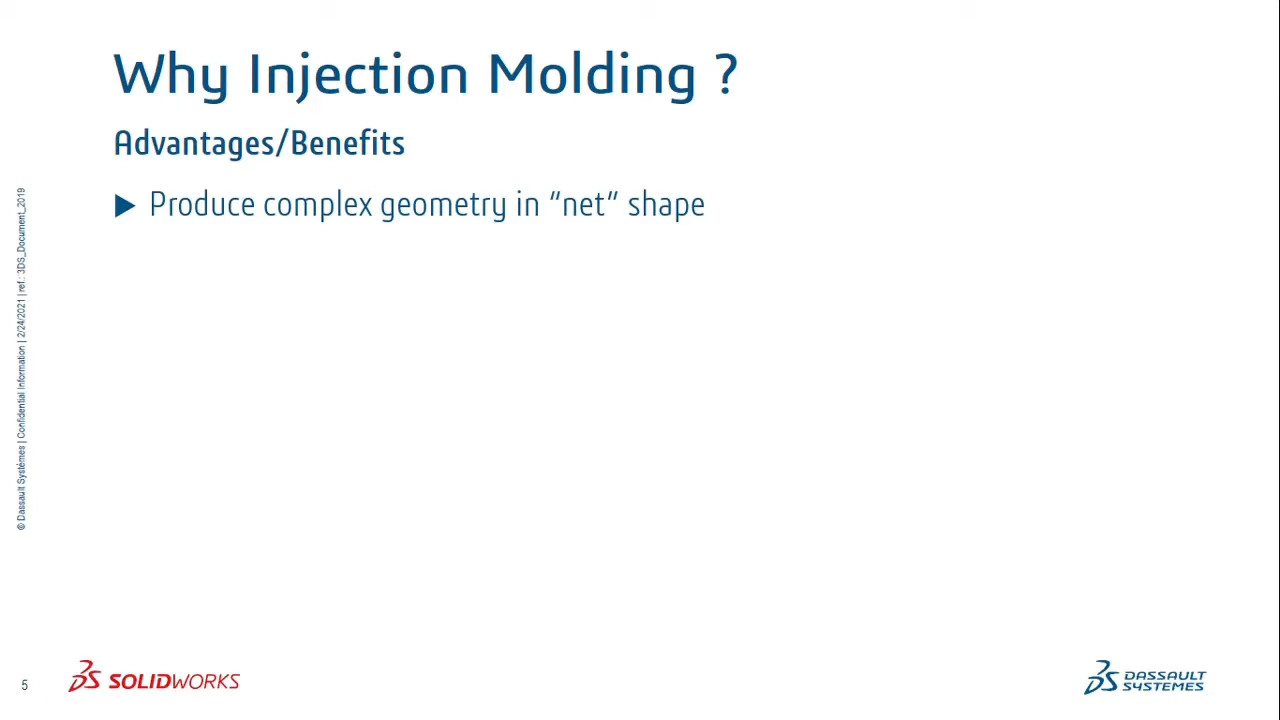 Why Injection Molding ?
Advantages/Benefits
Produce complex geometry in “net” shape
© Dassault Systèmes | Confidential Information | 2/24/2021 | ref.: 3DS_Document_2019
5
SOLIDWORKS
DASSAULT
SYSTEMES